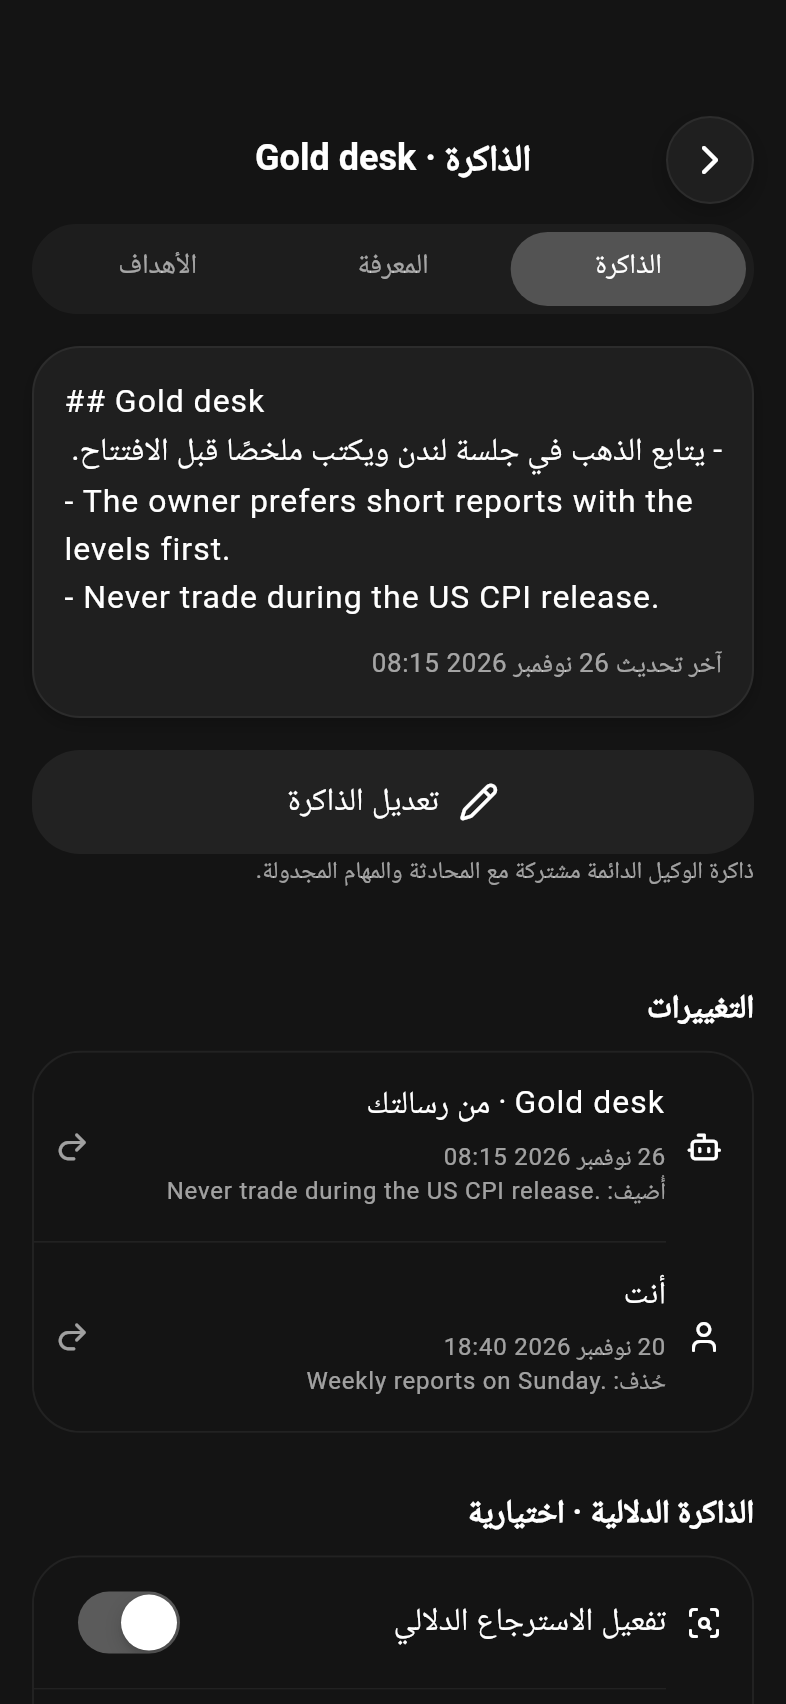 الذاكرة · Gold desk
الذاكرة
المعرفة
الأهداف
## Gold desk
- يتابع الذهب في جلسة لندن ويكتب ملخصًا قبل الافتتاح.
- The owner prefers short reports with the
levels first.
- Never trade during the US CPI release.
آخر تحديث 26 نوفمبر 2026 08:15
تعديل الذاكرة
ذاكرة الوكيل الدائمة مشتركة مع المحادثة والمهام المجدولة.
التغييرات
Gold desk · من رسالتك
26 نوفمبر 2026 08:15
أضيف: Never trade during the US CPI release.
أنت
20 نوفمبر 2026 18:40
حُذف: Weekly reports on Sunday.
الذاكرة الدلالية · اختيارية
تفعيل الاسترجاع الدلالي